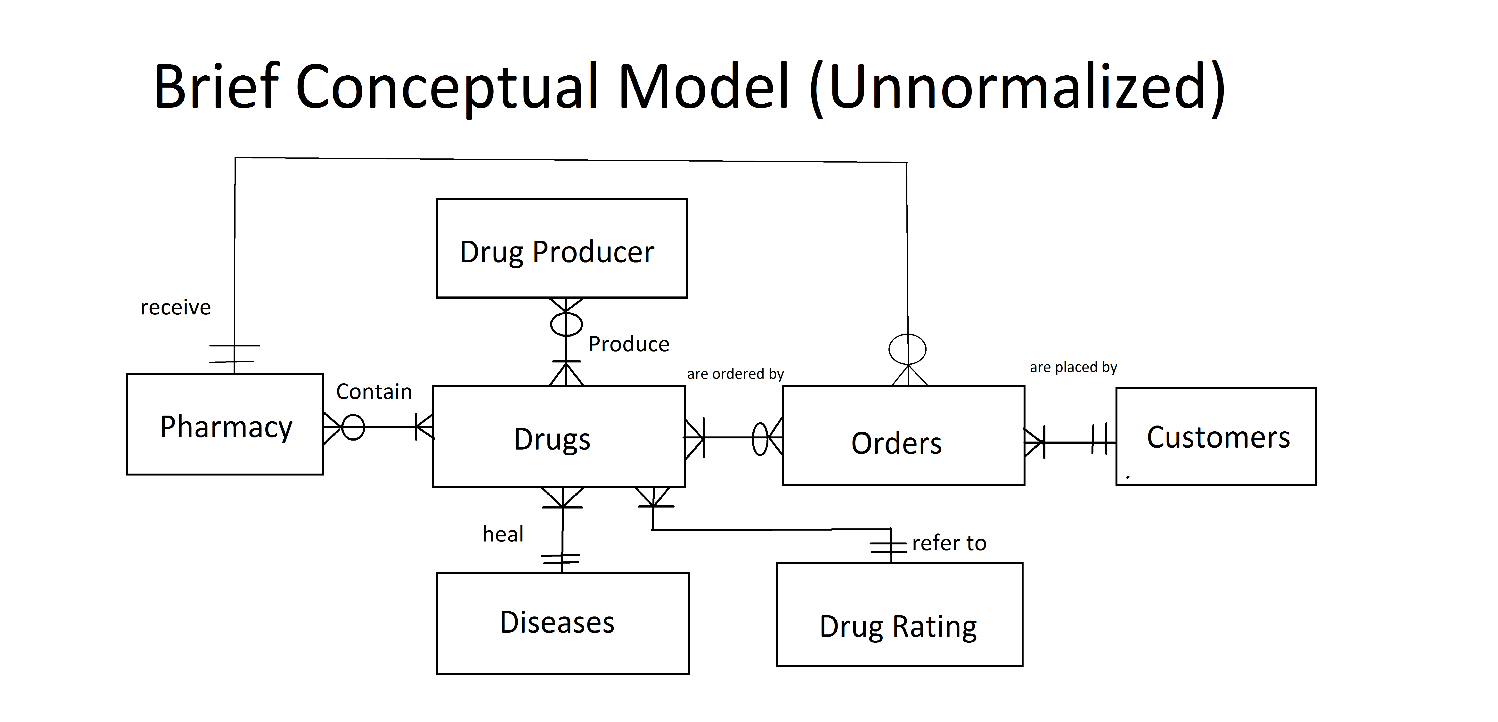 Brief Conceptual Model (Unnormalized)
Drug Producer
receive
Produce
are ordered by
are placed by
Contain
Pharmacy
Drugs
Orders
Customers
heal
refer to
Diseases
Drug Rating